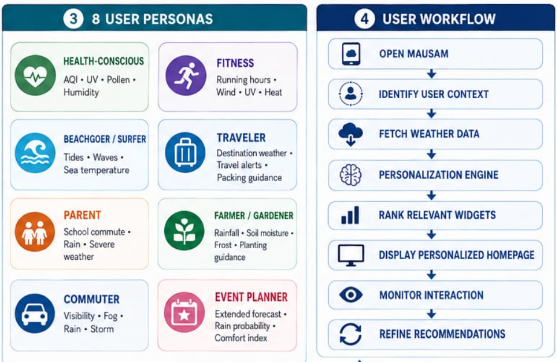 3 8 USER PERSONAS
HEALTH-CONSCIOUS
AQI • UV • Pollen •
Humidity
FITNESS
Running hours •
Wind • UV • Heat
BEACHGOER / SURFER
Tides • Waves •
Sea temperature
TRAVELER
Destination weather •
Travel alerts •
Packing guidance
PARENT
School commute •
Rain • Severe
weather
FARMER / GARDENER
Rainfall • Soil moisture •
Frost • Planting
guidance
COMMUTER
Visibility • Fog •
Rain • Storm
EVENT PLANNER
Extended forecast •
Rain probability •
Comfort index
4 USER WORKFLOW
OPEN MAUSAM
IDENTIFY USER CONTEXT
FETCH WEATHER DATA
PERSONALIZATION ENGINE
RANK RELEVANT WIDGETS
DISPLAY PERSONALIZED HOMEPAGE
MONITOR INTERACTION
REFINE RECOMMENDATIONS